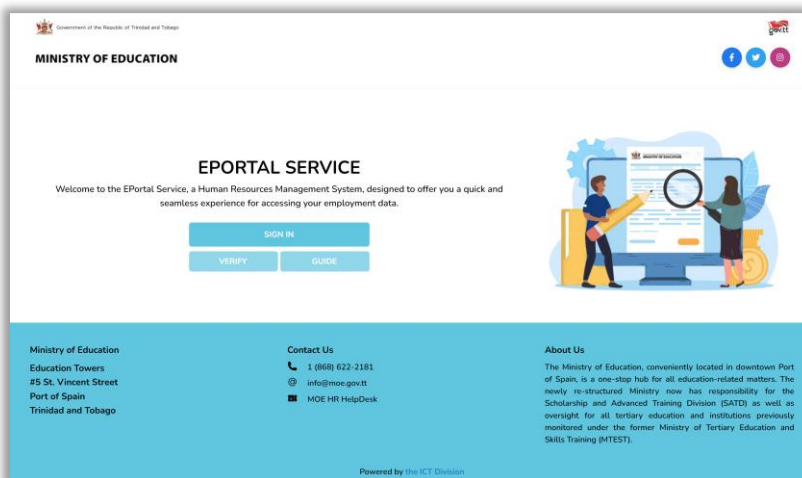 Government of the Republic of Trinidad and Tobago
gov.tt
MINISTRY OF EDUCATION
MINISTRY OF EDUCATION
EPORTAL SERVICE
Welcome to the EPortal Service, a Human Resources Management System, designed to offer you a quick and
seamless experience for accessing your employment data.
SIGN IN
VERIFY
GUIDE
Ministry of Education
Education Towers
#5 St. Vincent Street
Port of Spain
Trinidad and Tobago
Contact Us
1 (868) 622-2181
@ info@moe.gov.tt
MOE HR HelpDesk
About Us
The Ministry of Education, conveniently located in downtown Port
of Spain, is a one-stop hub for all education-related matters. The
newly re-structured Ministry now has responsibility for the
Scholarship and Advanced Training Division (SATD) as well as
oversight for all tertiary education and institutions previously
monitored under the former Ministry of Tertiary Education and
Skills Training (MTEST).
Powered by the ICT Division